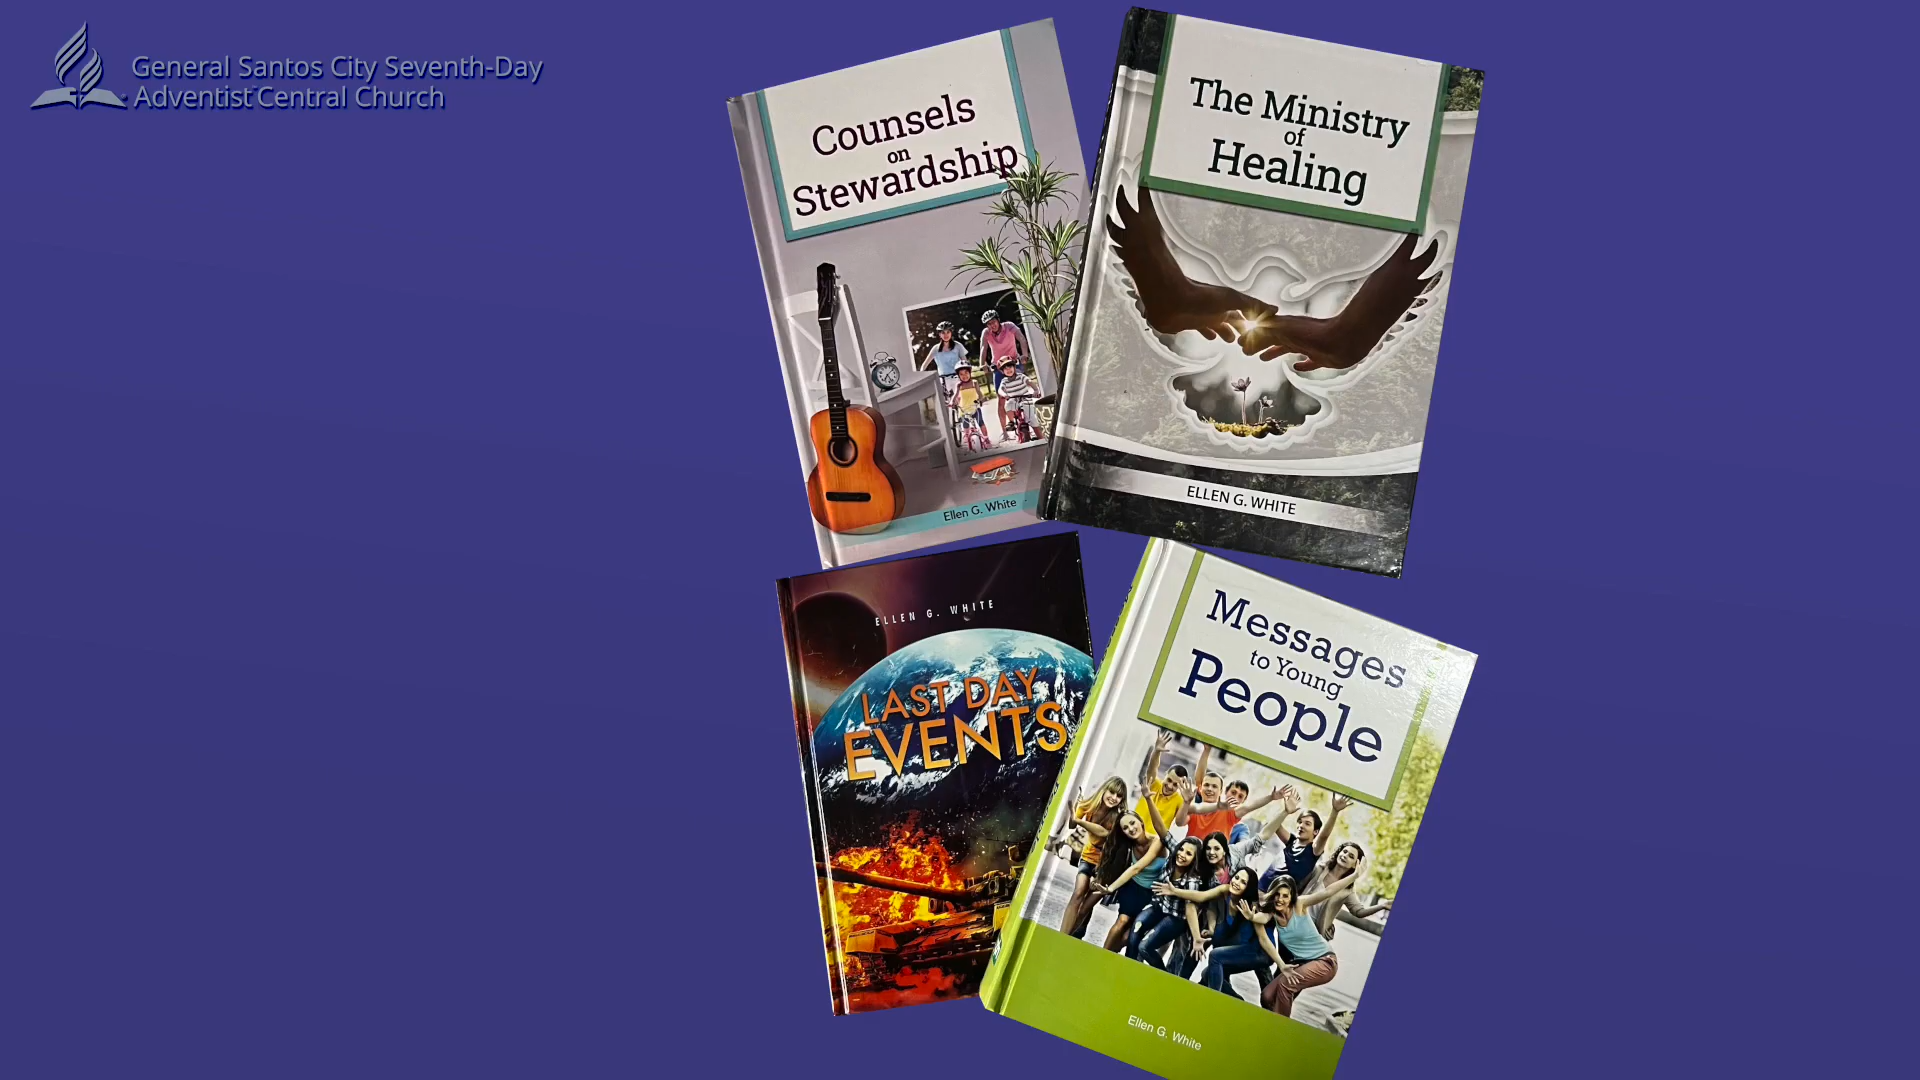 General Santos City Seventh-Day
Adventist Central Church
Counsels
on
Stewardship
Ellen G. White
The Ministry
of
Healing
ELLEN G. WHITE
ELLEN G. WHITE
LAST DAY
EVENTS
Messages
to Young
People
Ellen G. White